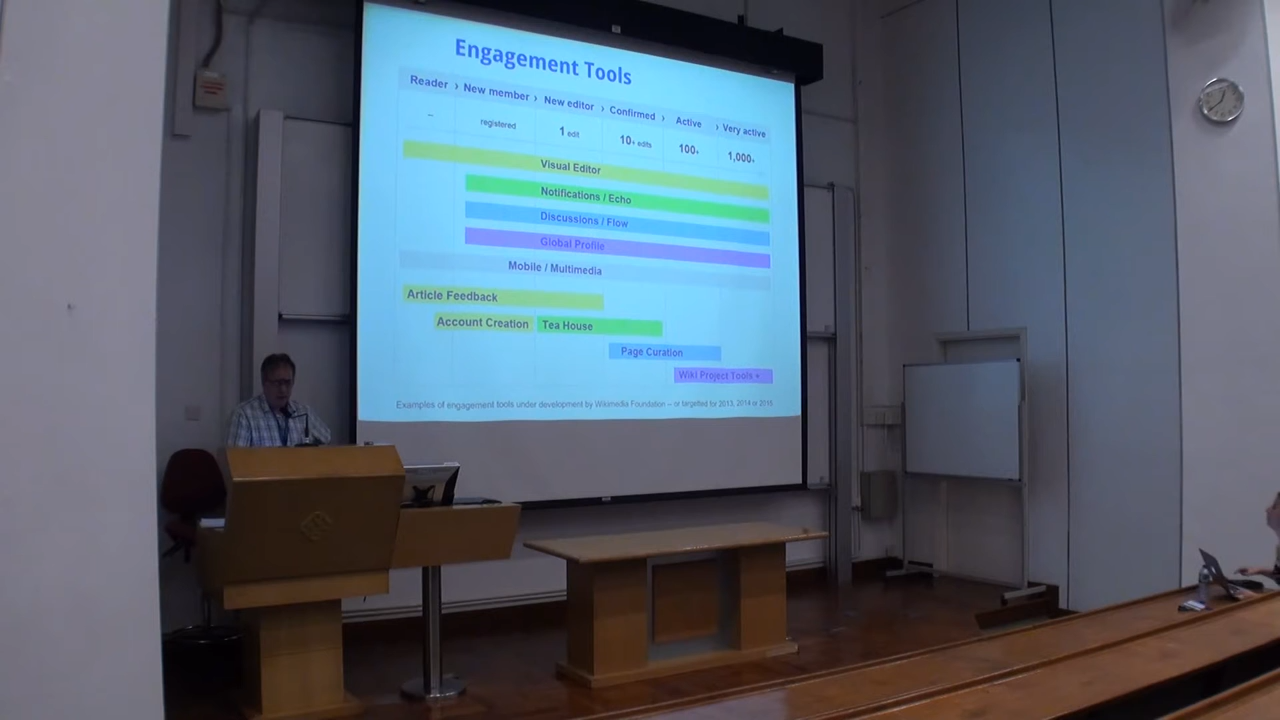 Engagement Tools
Reader › New member › New editor › Confirmed › Active › Very active
– registered 1 edit 10+ edits 100+ 1,000+
Visual Editor
Notifications / Echo
Discussions / Flow
Global Profile
Mobile / Multimedia
Article Feedback
Account Creation Tea House
Page Curation
Wiki Project Tools +
Examples of engagement tools under development by Wikimedia Foundation – or targetted for 2013, 2014 or 2015